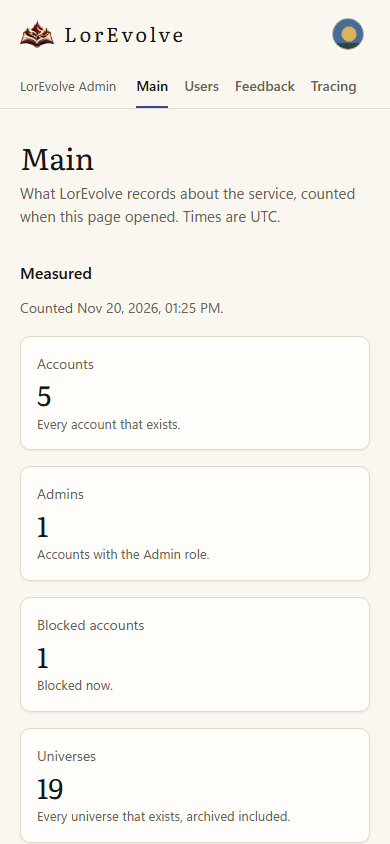 LorEvolve
LorEvolve Admin Main Users Feedback Tracing
Main
What LorEvolve records about the service, counted
when this page opened. Times are UTC.
Measured
Counted Nov 20, 2026, 01:25 PM.
Accounts
5
Every account that exists.
Admins
1
Accounts with the Admin role.
Blocked accounts
1
Blocked now.
Universes
19
Every universe that exists, archived included.